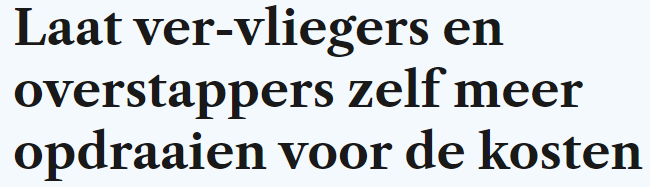 Laat ver-vliegers en
overstappers zelf meer
opdraaien voor de kosten